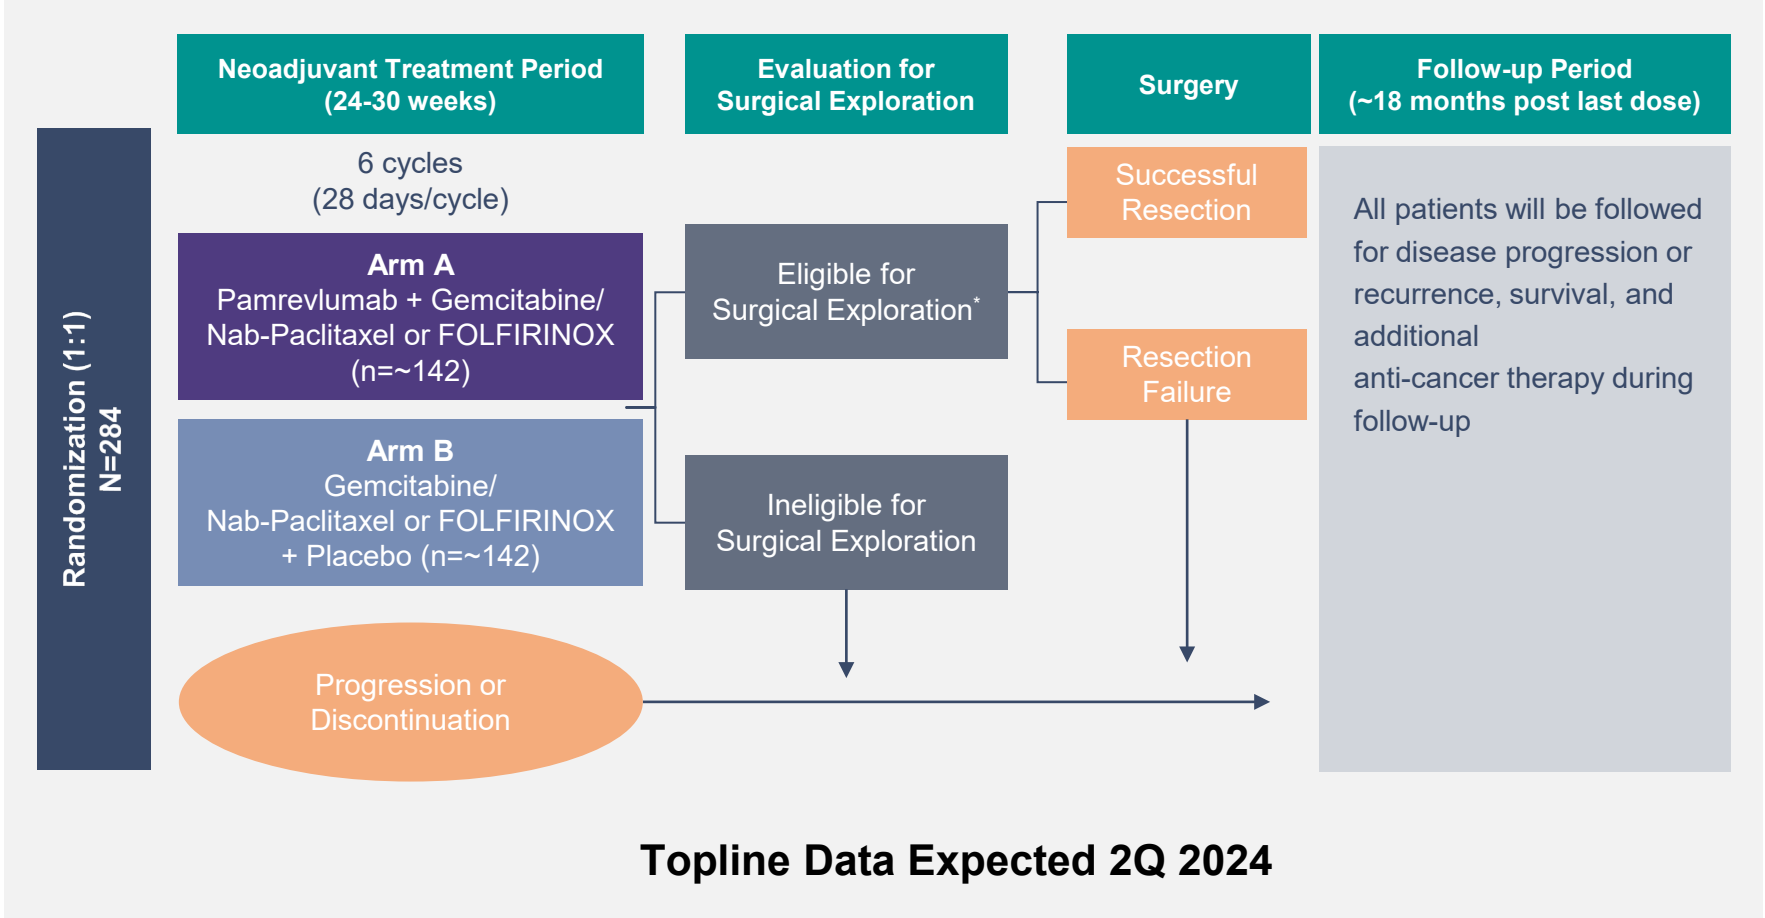 Neoadjuvant Treatment Period
(24-30 weeks)
Evaluation for
Surgical Exploration
Surgery
Follow-up Period
(~18 months post last dose)
Randomization (1:1)
N=284
6 cycles
(28 days/cycle)
Arm A
Pamrevlumab + Gemcitabine/
Nab-Paclitaxel or FOLFIRINOX
(n=~142)
Arm B
Gemcitabine/
Nab-Paclitaxel or FOLFIRINOX
+ Placebo (n=~142)
Progression or
Discontinuation
Eligible for
Surgical Exploration*
Ineligible for
Surgical Exploration
Successful
Resection
Resection
Failure
All patients will be followed
for disease progression or
recurrence, survival, and
additional
anti-cancer therapy during
follow-up
Topline Data Expected 2Q 2024